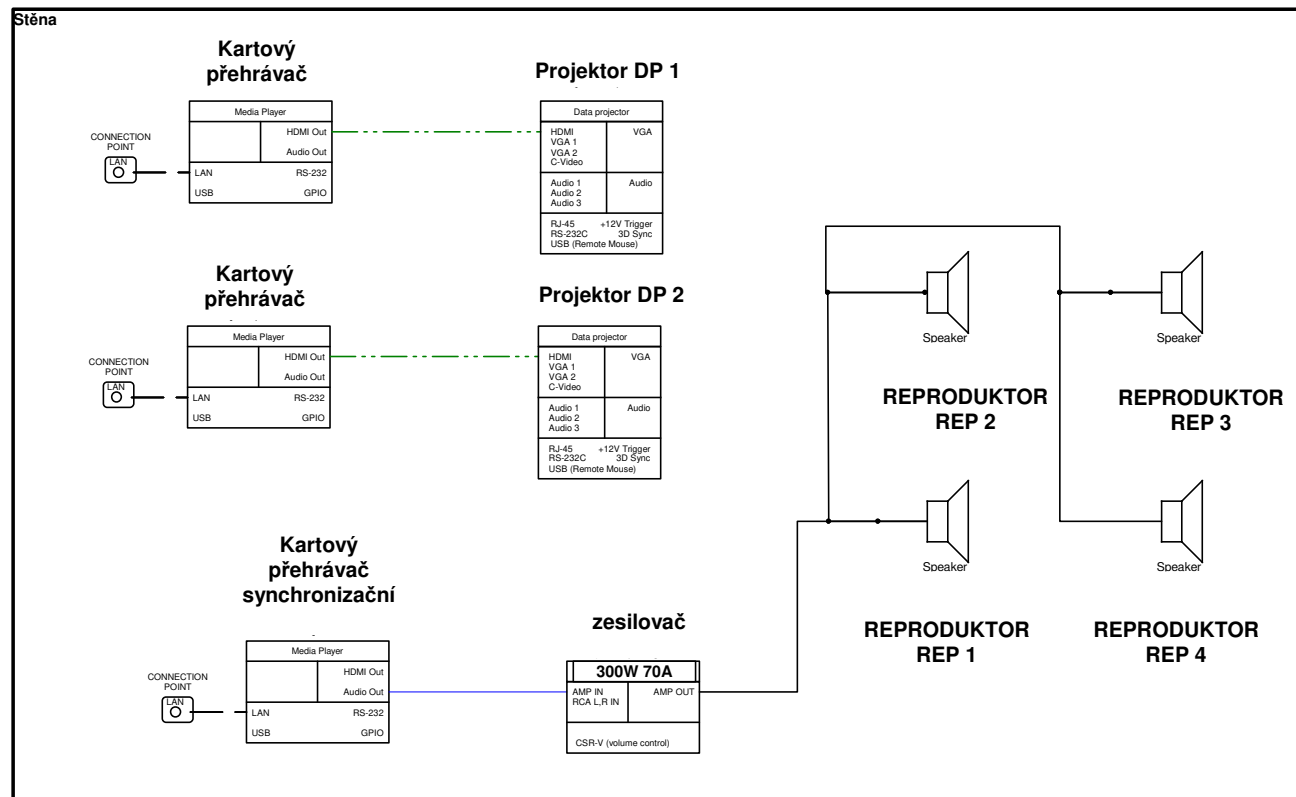 Stěna
Kartový
přehrávač
Projektor DP 1
Media Player
HDMI Out
Audio Out
LAN RS-232
USB GPIO
CONNECTION
POINT
LAN
Data projector
HDMI VGA
VGA 1
VGA 2
C-Video
Audio 1 Audio
Audio 2
Audio 3
RJ-45 +12V Trigger
RS-232C 3D Sync
USB (Remote Mouse)
Kartový
přehrávač
Projektor DP 2
Media Player
HDMI Out
Audio Out
LAN RS-232
USB GPIO
CONNECTION
POINT
LAN
Data projector
HDMI VGA
VGA 1
VGA 2
C-Video
Audio 1 Audio
Audio 2
Audio 3
RJ-45 +12V Trigger
RS-232C 3D Sync
USB (Remote Mouse)
Speaker
Speaker
REPRODUKTOR
REP 2
REPRODUKTOR
REP 3
Speaker
Speaker
REPRODUKTOR
REP 1
REPRODUKTOR
REP 4
Kartový
přehrávač
synchronizační
Media Player
HDMI Out
Audio Out
LAN RS-232
USB GPIO
CONNECTION
POINT
LAN
zesilovač
300W 70A
AMP IN AMP OUT
RCA L,R IN
CSR-V (volume control)